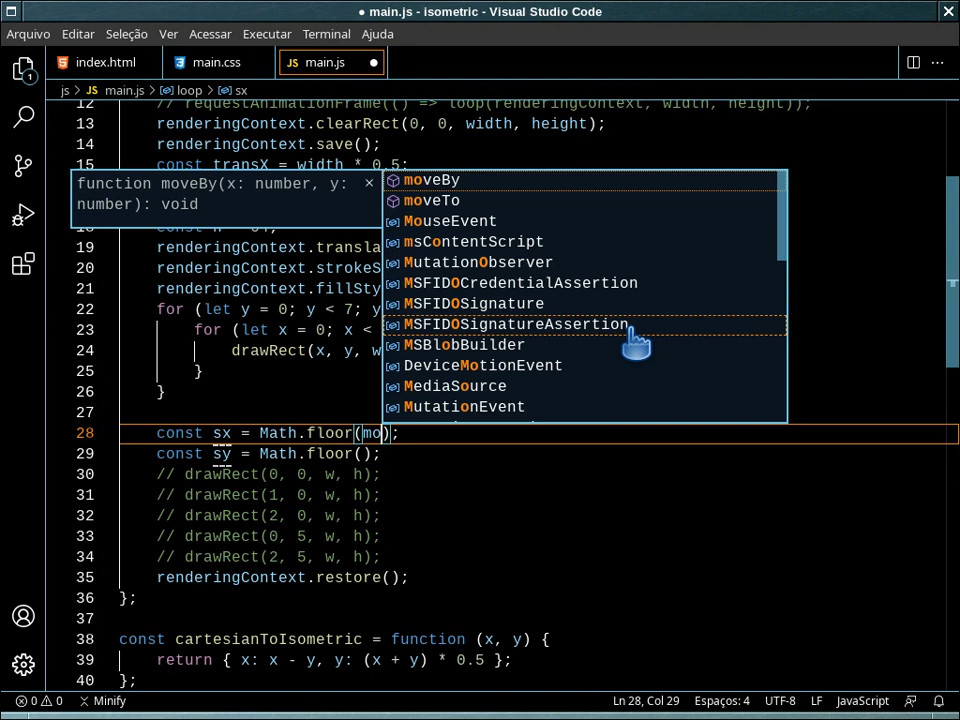 ● main.js - isometric - Visual Studio Code
Arquivo Editar Seleção Ver Acessar Executar Terminal Ajuda
1
index.html main.css JS main.js ●
js > main.js > loop > sx
12 // requestAnimationFrame(() => loop(renderingContext, width, height));
13 renderingContext.clearRect(0, 0, width, height);
14 renderingContext.save();
15 const transX = width * 0.5;
function moveBy(x: number, y: ×
number): void
moveBy
moveTo
MouseEvent
msContentScript
MutationObserver
MSFIDOCredentialAssertion
MSFIDOSignature
MSFIDOSignatureAssertion
MSBlobBuilder
DeviceMotionEvent
MediaSource
MutationEvent
19 renderingContext.transla
20 renderingContext.strokeS
21 renderingContext.fillSty
22 for (let y = 0; y < 7; y
23 for (let x = 0; x <
24 drawRect(x, y, w
25 }
26 }
27
28 const sx = Math.floor(mo);
29 const sy = Math.floor();
30 // drawRect(0, 0, w, h);
31 // drawRect(1, 0, w, h);
32 // drawRect(2, 0, w, h);
33 // drawRect(0, 5, w, h);
34 // drawRect(2, 5, w, h);
35 renderingContext.restore();
36 };
37
38 const cartesianToIsometric = function (x, y) {
39 return { x: x - y, y: (x + y) * 0.5 };
40 };
0 0 Minify Ln 28, Col 29 Espaços: 4 UTF-8 LF JavaScript